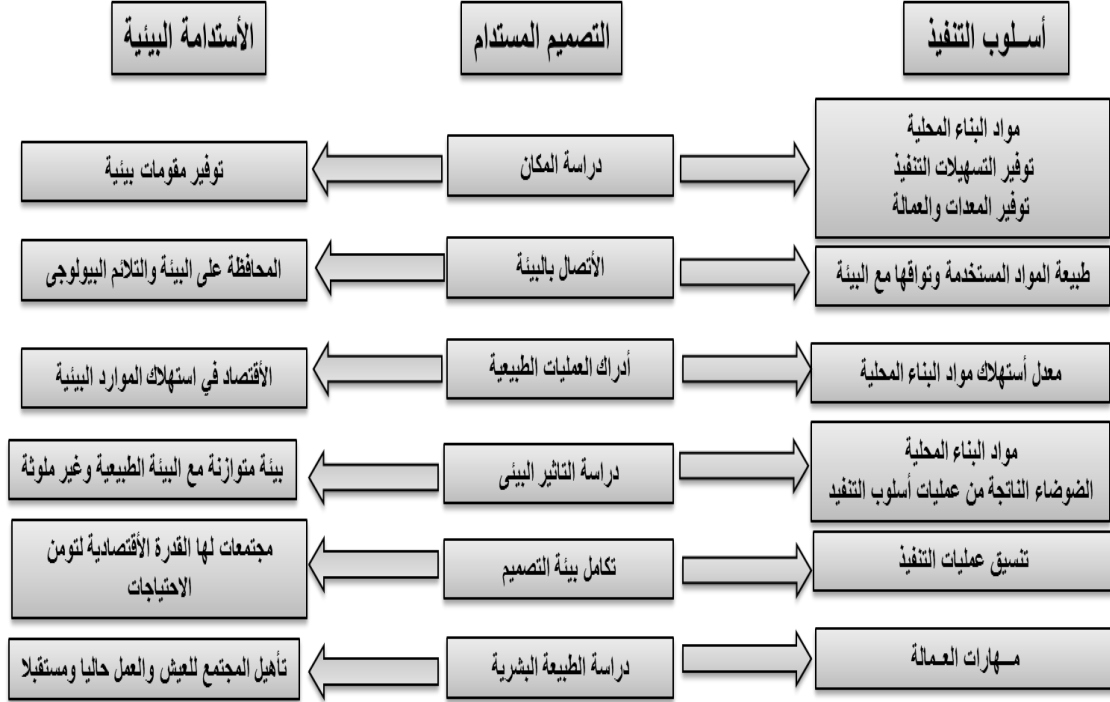 أسـلوب التنفيذ
التصميم المستدام
الأستدامة البيئية
مواد البناء المحلية
توفير التسهيلات التنفيذ
توفير المعدات والعمالة
دراسة المكان
توفير مقومات بيئية
طبيعة المواد المستخدمة وتواقها مع البيئة
الأتصال بالبيئة
المحافظة على البيئة والتلائم البيولوجى
معدل أستهلاك مواد البناء المحلية
أدراك العمليات الطبيعية
الأقتصاد في استهلاك الموارد البيئية
مواد البناء المحلية
الضوضاء الناتجة من عمليات أسلوب التنفيد
دراسة التاثير البيئى
بيئة متوازنة مع البيئة الطبيعية وغير ملوثة
تنسيق عمليات التنفيذ
تكامل بيئة التصميم
مجتمعات لها القدرة الأقتصادية لتومن
الاحتياجات
مـهارات العـمالة
دراسة الطبيعة البشرية
تأهيل المجتمع للعيش والعمل حاليا ومستقبلا